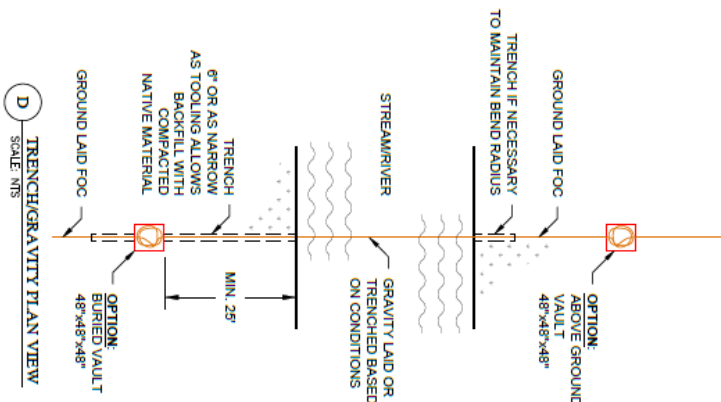 GROUND LAID FOC
TRENCH IF NECESSARY
TO MAINTAIN BEND RADIUS
STREAM/RIVER
TRENCH
6" OR AS NARROW
AS TOOLING ALLOWS
BACKFILL WITH
COMPACTED
NATIVE MATERIAL
GROUND LAID FOC
OPTION:
ABOVE GROUND
VAULT
48"x48"x48"
GRAVITY LAID OR
TRENCHED BASED
ON CONDITIONS
MIN. 25'
OPTION:
BURIED VAULT
48"x48"x48"
D
TRENCH/GRAVITY PLAN VIEW
SCALE: NTS